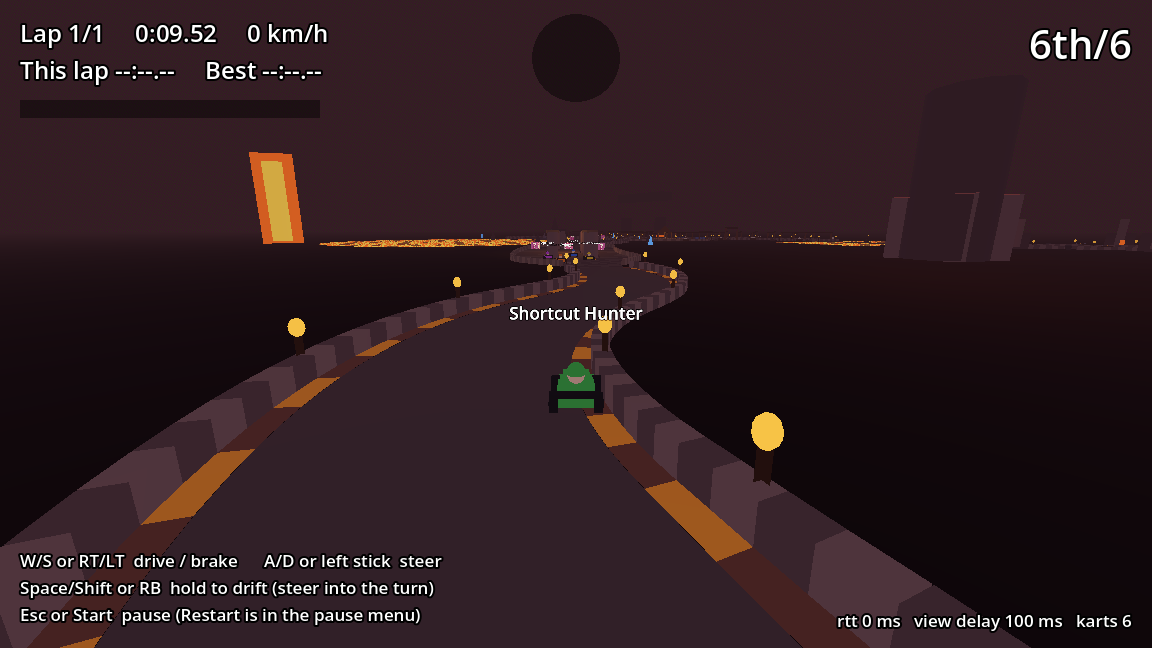 Lap 1/1 0:09.52 0 km/h
6th/6
This lap --:--.-- Best --:--.--
Shortcut Hunter
W/S or RT/LT drive / brake A/D or left stick steer
Space/Shift or RB hold to drift (steer into the turn)
Esc or Start pause (Restart is in the pause menu)
rtt 0 ms view delay 100 ms karts 6